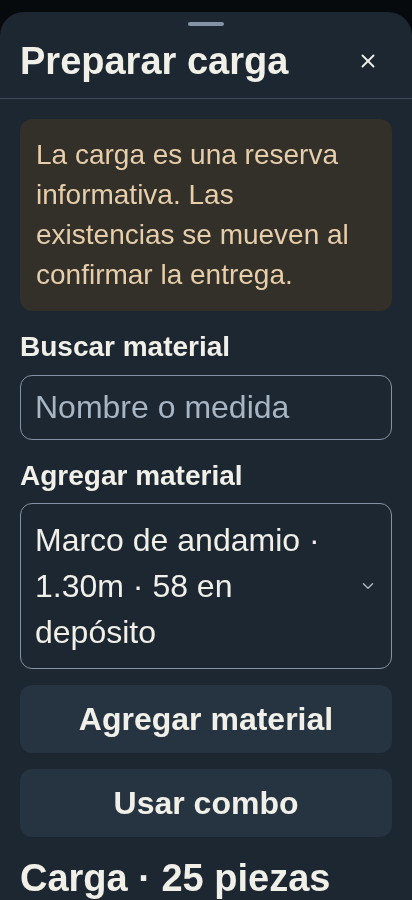 Preparar carga
La carga es una reserva
informativa. Las
existencias se mueven al
confirmar la entrega.
Buscar material
Nombre o medida
Agregar material
Marco de andamio ·
1.30m · 58 en
depósito
Agregar material
Usar combo
Carga · 25 piezas